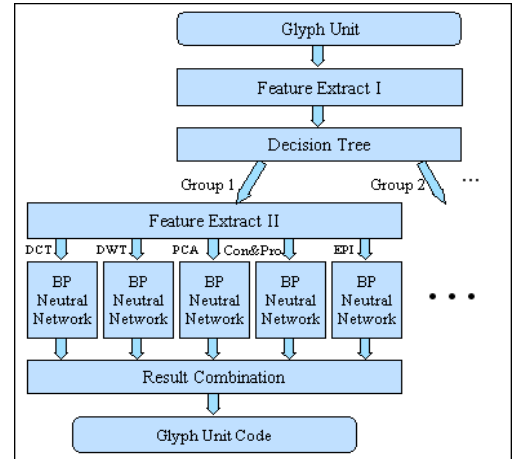 Glyph Unit
Feature Extract I
Decision Tree
Group 1
Group 2
...
Feature Extract II
DCT
DWT
PCA
Con&Pro
EPI
BP
Neutral
Network
BP
Neutral
Network
BP
Neutral
Network
BP
Neutral
Network
BP
Neutral
Network
• • •
Result Combination
Glyph Unit Code